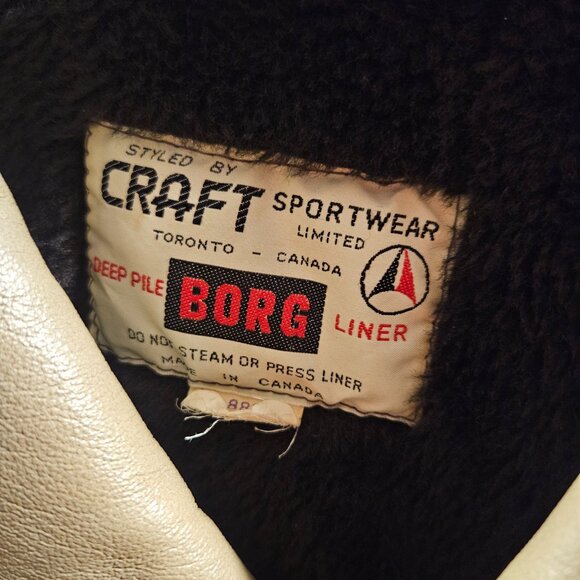 STYLED BY
CRAFT SPORTWEAR
LIMITED
TORONTO - CANADA
DEEP PILE BORG LINER
DO NOT STEAM OR PRESS LINER
MADE IN CANADA